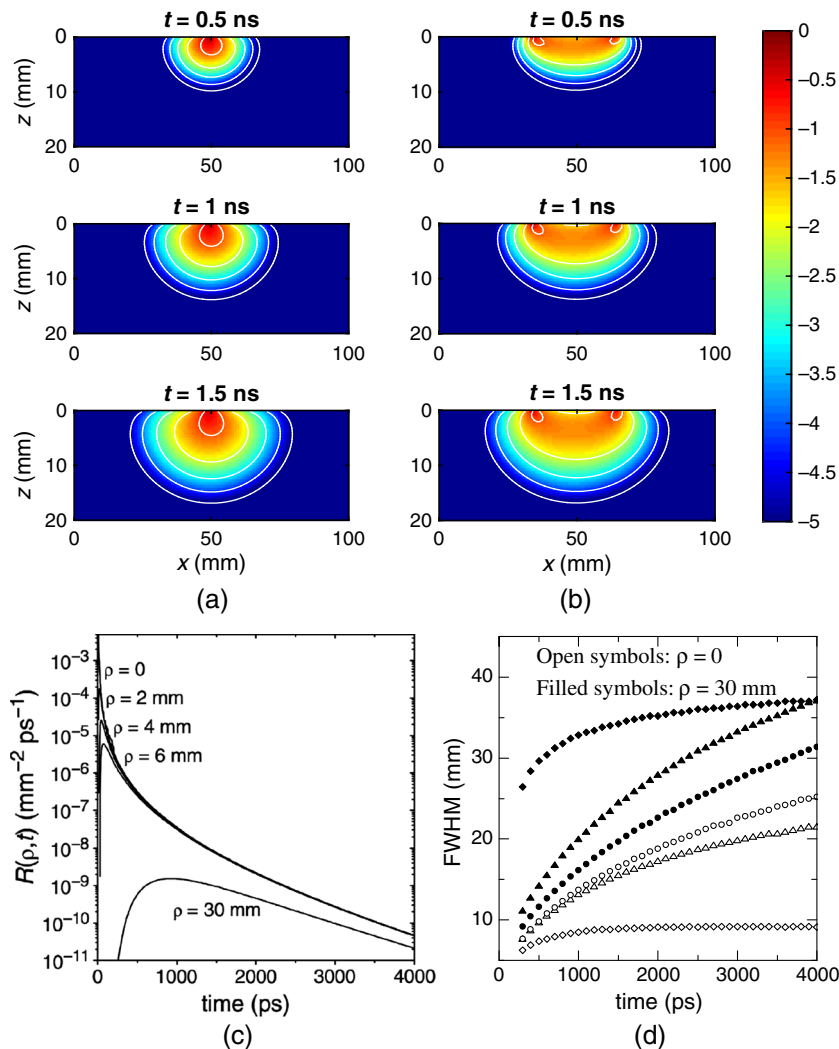 t = 0.5 ns
t = 0.5 ns
0
0
0
z (mm)
10
10
20
20
0
50
100
0
50
100
t = 1 ns
t = 1 ns
0
0
z (mm)
z (mm)
10
10
20
20
0
50
100
0
50
100
t = 1.5 ns
t = 1.5 ns
0
0
z (mm)
z (mm)
10
10
20
20
0
50
100
0
50
100
x (mm)
x (mm)
(a)
(b)
z (mm)
−0.5
−1
−1.5
−2
−2.5
−3
−3.5
−4
−4.5
−5
R(ρ,t) (mm⁻² ps⁻¹)
10⁻³
10⁻⁴
10⁻⁵
10⁻⁶
10⁻⁷
10⁻⁸
10⁻⁹
10⁻¹⁰
10⁻¹¹
ρ = 0
ρ = 2 mm
ρ = 4 mm
ρ = 6 mm
ρ = 30 mm
0
1000
2000
3000
4000
time (ps)
(c)
Open symbols: ρ = 0
Filled symbols: ρ = 30 mm
FWHM (mm)
40
30
20
10
0
1000
2000
3000
4000
time (ps)
(d)